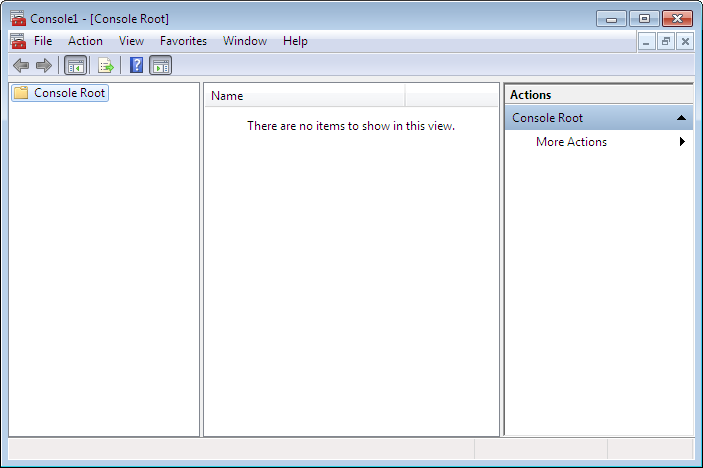 Console1 - [Console Root]
File Action View Favorites Window Help
Console Root
Name
There are no items to show in this view.
Actions
Console Root
More Actions